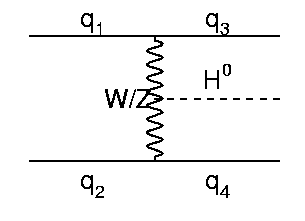 q₁ q₃
H⁰
W/Z
q₂ q₄